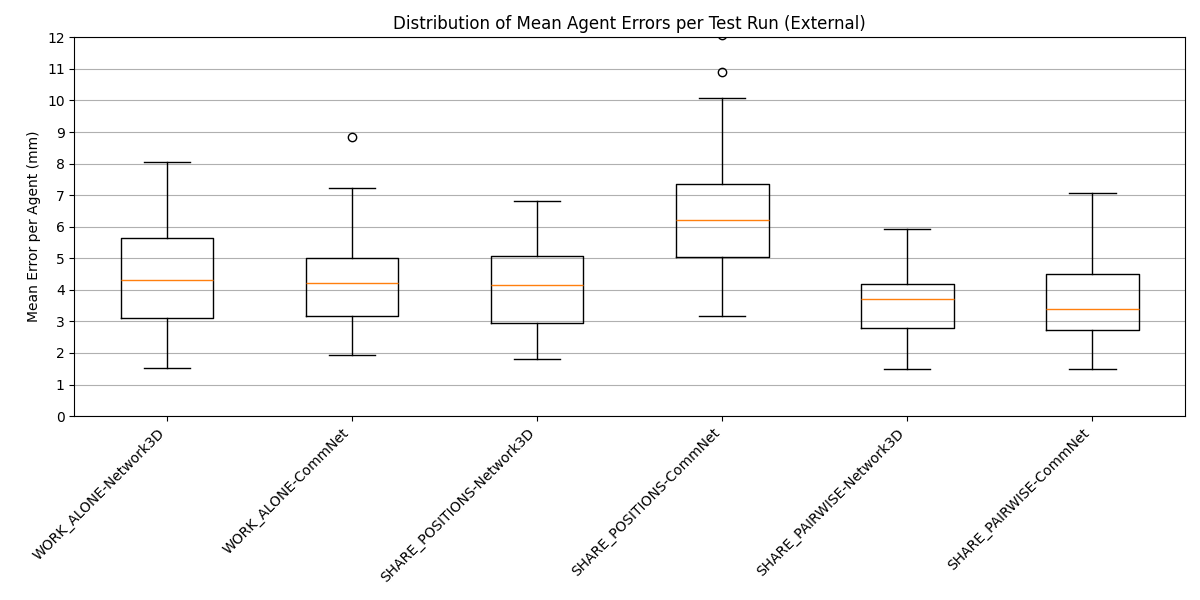 Distribution of Mean Agent Errors per Test Run (External)
Mean Error per Agent (mm)
12
11
10
9
8
7
6
5
4
3
2
1
0
WORK_ALONE-Network3D
WORK_ALONE-CommNet
SHARE_POSITIONS-Network3D
SHARE_POSITIONS-CommNet
SHARE_PAIRWISE-Network3D
SHARE_PAIRWISE-CommNet